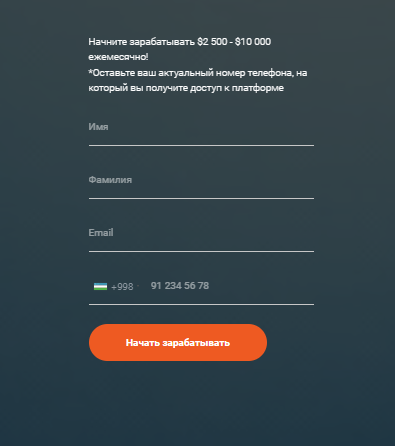 Начните зарабатывать $2 500 - $10 000
ежемесячно!
*Оставьте ваш актуальный номер телефона, на
который вы получите доступ к платформе
Имя
Фамилия
Email
+998 91 234 56 78
Начать зарабатывать